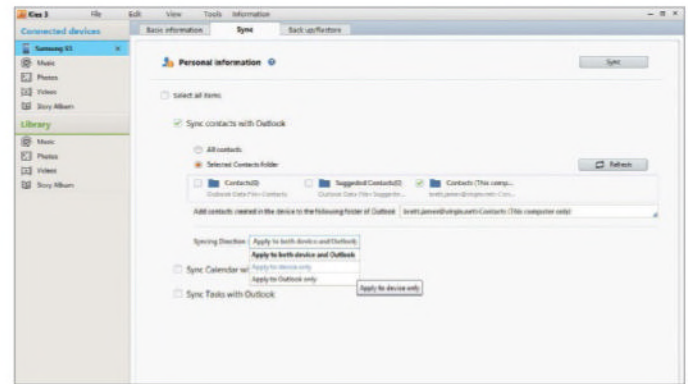 Kies 3 File Edit View Tools Information
Connected devices Basic information Sync Back up/Restore
Samsung S3
Music
Photos
Videos
Story Album
Library
Music
Photos
Videos
Story Album
Personal information Sync
Select all items
Sync contacts with Outlook
All contacts
Selected Contacts folder Refresh
Contacts(0) Suggested Contacts(0) Contacts (This comp...
Outlook Data File>Contacts Outlook Data File>Suggeste...
Add contacts created in the device to the following folder of Outlook
Contacts (This computer only)
Syncing Direction Apply to both device and Outlook
Apply to both device and Outlook
Sync Calendar Apply to device only
Apply to Outlook only
Apply to device only
Sync Tasks with Outlook